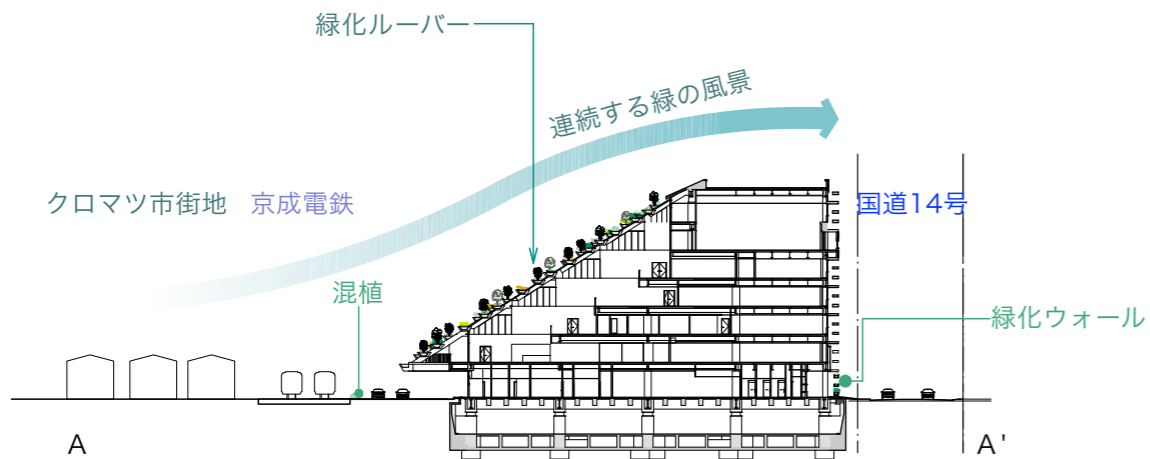 緑化ルーバー
連続する緑の風景
クロマツ市街地
京成電鉄
国道14号
混植
緑化ウォール
A
A'